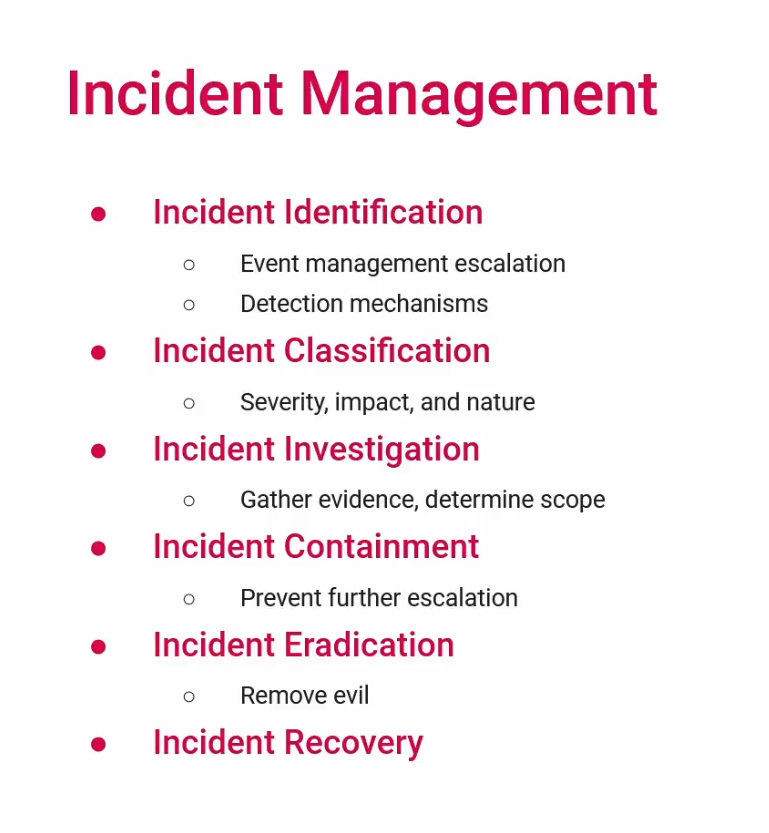 Incident Management
● Incident Identification
○ Event management escalation
○ Detection mechanisms
● Incident Classification
○ Severity, impact, and nature
● Incident Investigation
○ Gather evidence, determine scope
● Incident Containment
○ Prevent further escalation
● Incident Eradication
○ Remove evil
● Incident Recovery